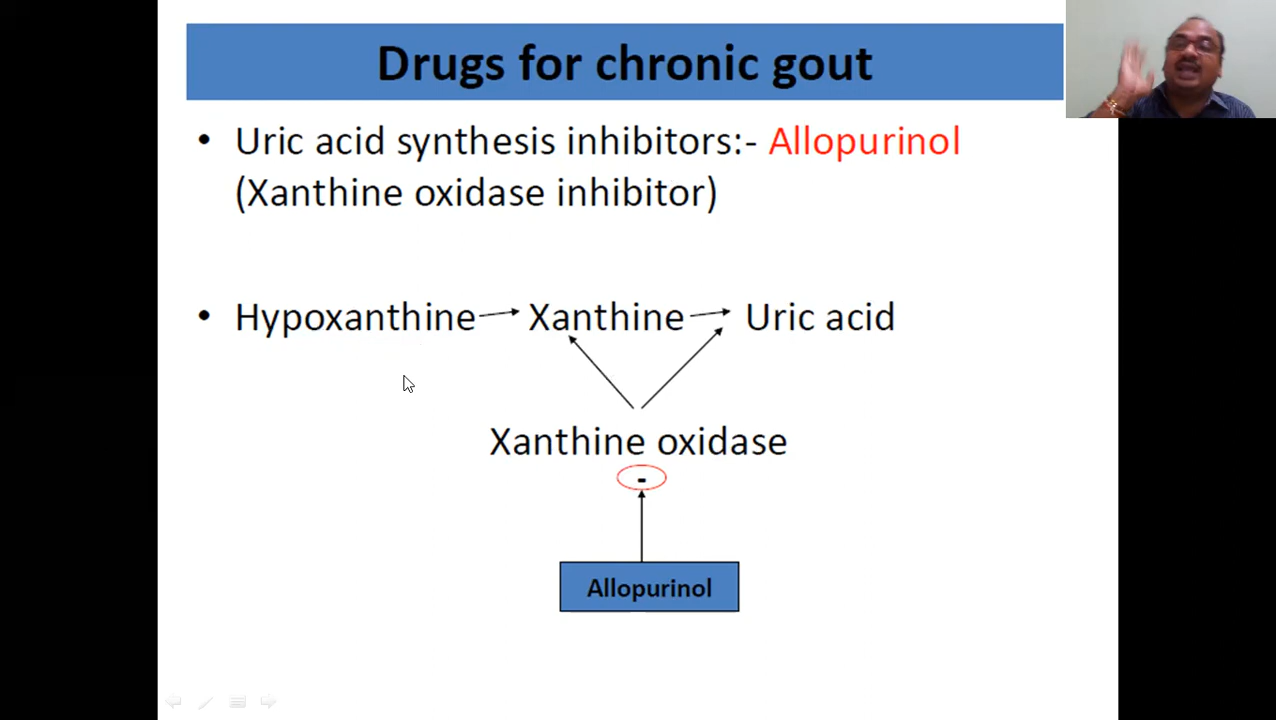 Drugs for chronic gout
• Uric acid synthesis inhibitors:- Allopurinol
(Xanthine oxidase inhibitor)
• Hypoxanthine → Xanthine → Uric acid
Xanthine oxidase
-
Allopurinol